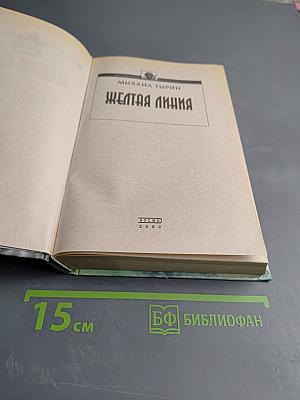 МИХАИЛ ТЫРИН
ЖЕЛТАЯ ЛИНИЯ
2002
15 см
БФ БИБЛИОФАН